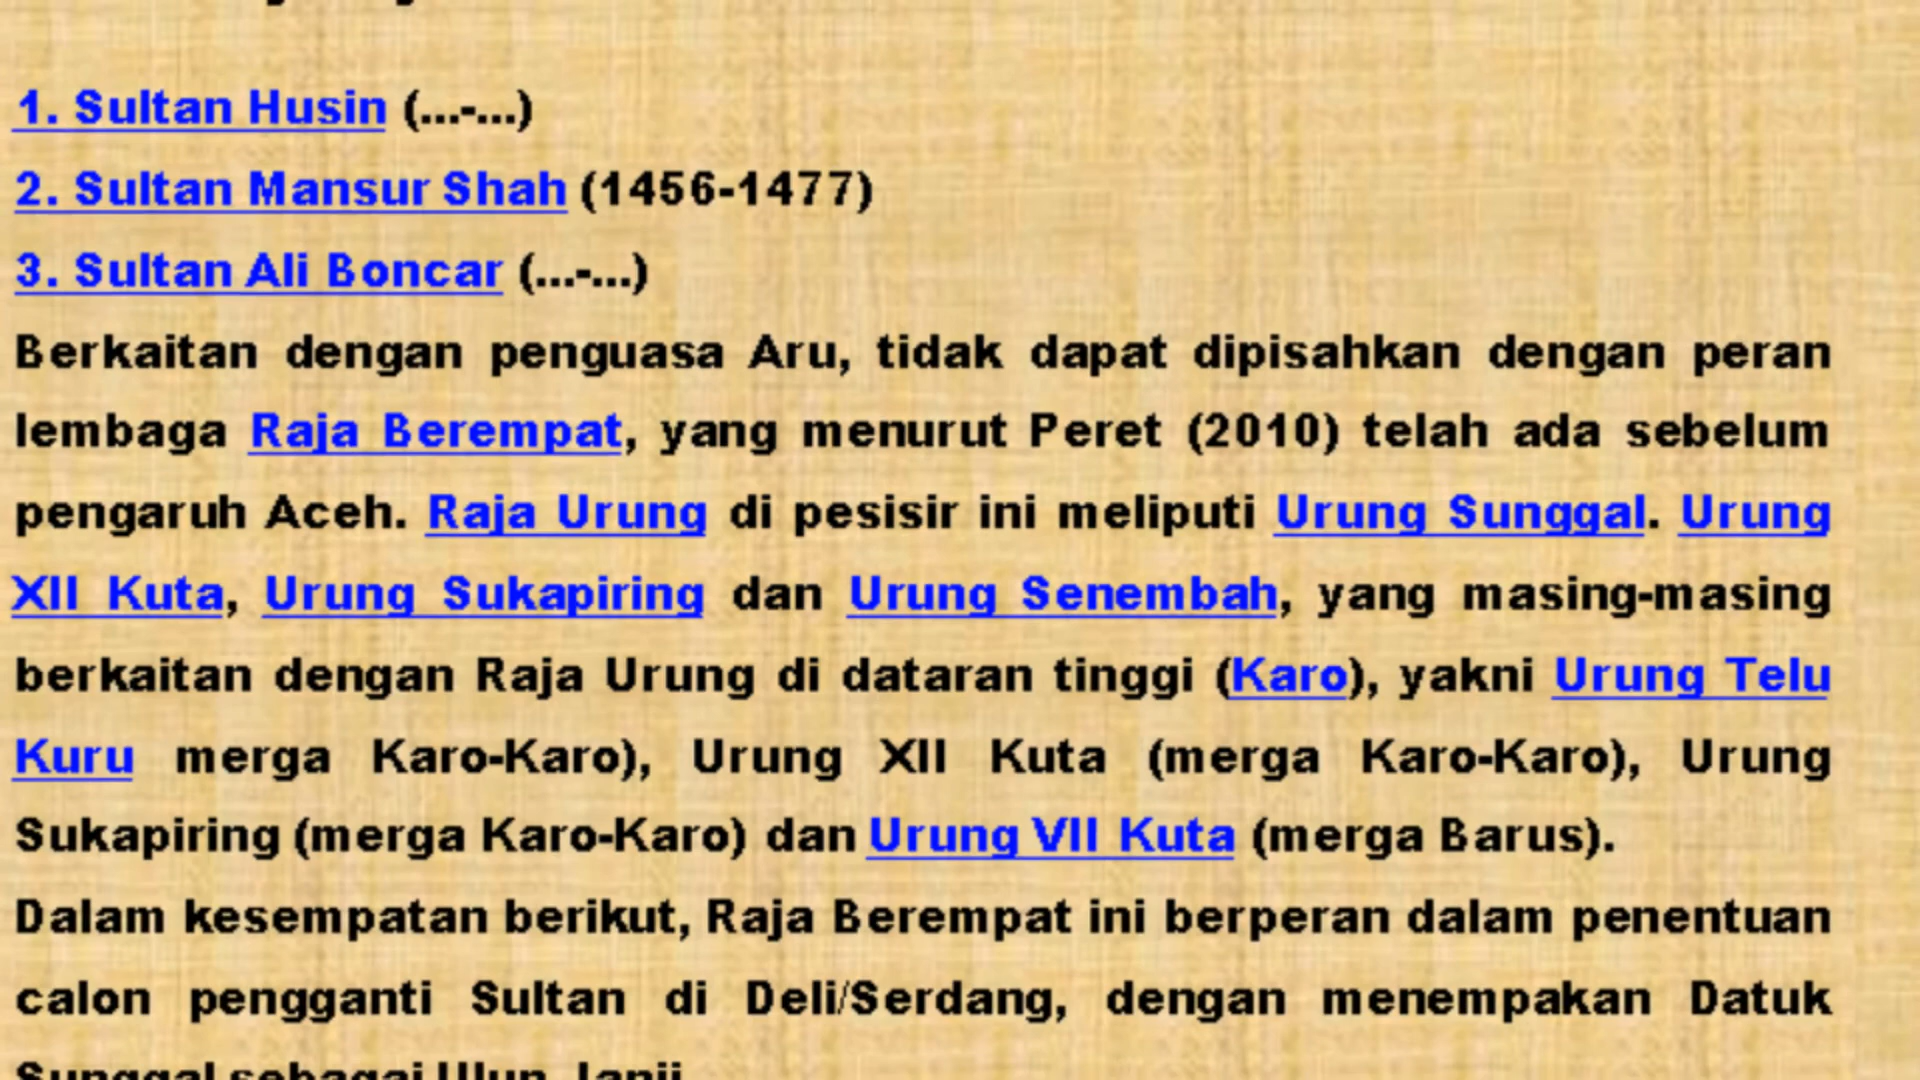 1. Sultan Husin (...-...)
2. Sultan Mansur Shah (1456-1477)
3. Sultan Ali Boncar (...-...)
Berkaitan dengan penguasa Aru, tidak dapat dipisahkan dengan peran
lembaga Raja Berempat, yang menurut Peret (2010) telah ada sebelum
pengaruh Aceh. Raja Urung di pesisir ini meliputi Urung Sunggal. Urung
XII Kuta, Urung Sukapiring dan Urung Senembah, yang masing-masing
berkaitan dengan Raja Urung di dataran tinggi (Karo), yakni Urung Telu
Kuru merga Karo-Karo), Urung XII Kuta (merga Karo-Karo), Urung
Sukapiring (merga Karo-Karo) dan Urung VII Kuta (merga Barus).
Dalam kesempatan berikut, Raja Berempat ini berperan dalam penentuan
calon pengganti Sultan di Deli/Serdang, dengan menempakan Datuk
Sunggal sebagai Ulun Janji